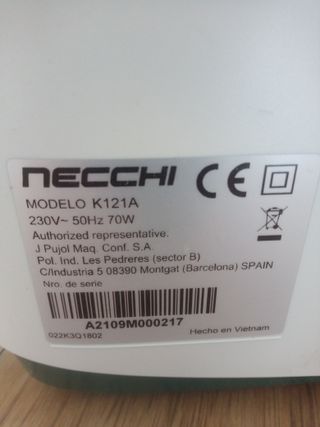 NECCHI CE
MODELO K121A
230V~ 50Hz 70W
Authorized representative.
J Pujol Maq. Conf. S.A.
Pol. Ind. Les Pedreres (sector B)
C/Industria 5 08390 Montgat (Barcelona) SPAIN
Nro. de serie
A2109M000217
022K3Q1802
Hecho en Vietnam